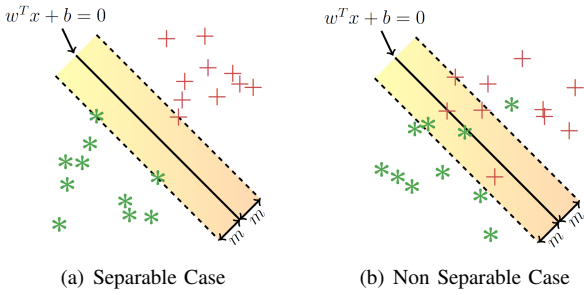 w^T x + b = 0
w^T x + b = 0
m
m
m
m
(a) Separable Case
(b) Non Separable Case